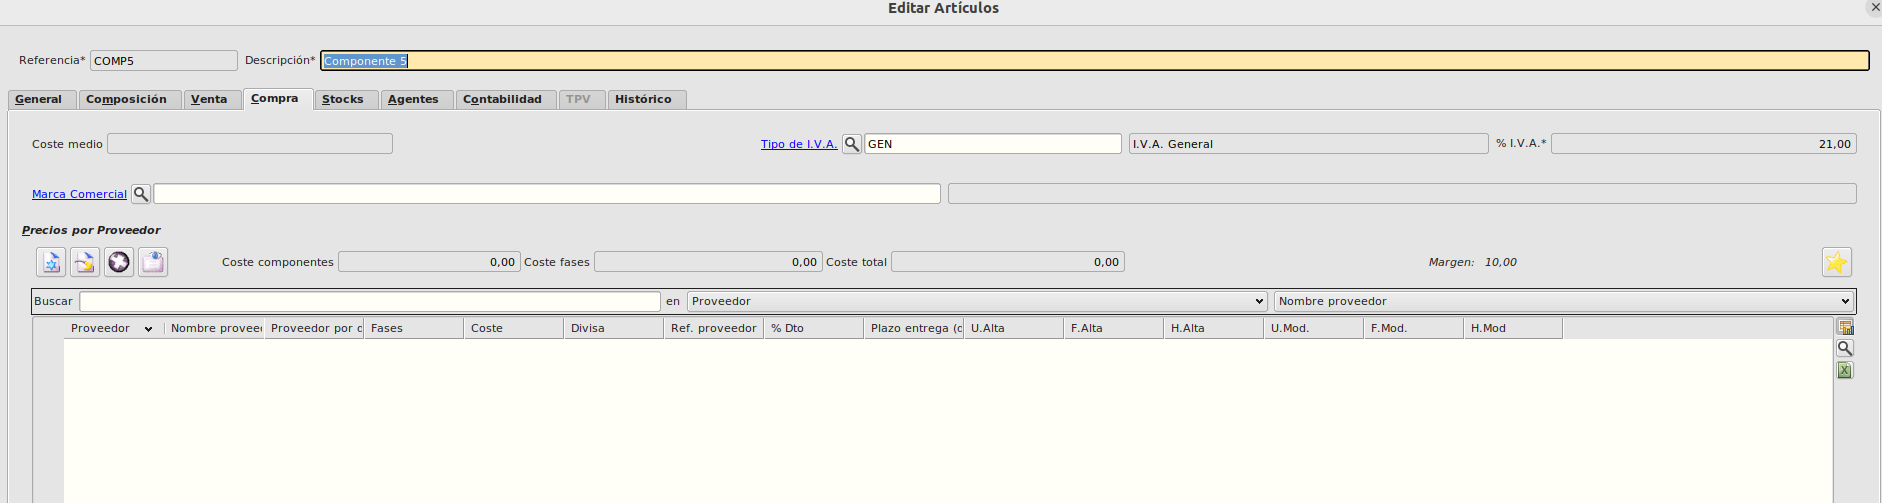 Editar Artículos
Referencia* COMP5 Descripción* Componente 5
General Composición Venta Compra Stocks Agentes Contabilidad TPV Histórico
Coste medio Tipo de I.V.A. GEN I.V.A. General % I.V.A.* 21,00
Marca Comercial
Precios por Proveedor
Coste componentes 0,00 Coste fases 0,00 Coste total 0,00 Margen: 10,00
Buscar en Proveedor Nombre proveedor
Proveedor Nombre provee Proveedor por d Fases Coste Divisa Ref. proveedor % Dto Plazo entrega (d U.Alta F.Alta H.Alta U.Mod. F.Mod. H.Mod